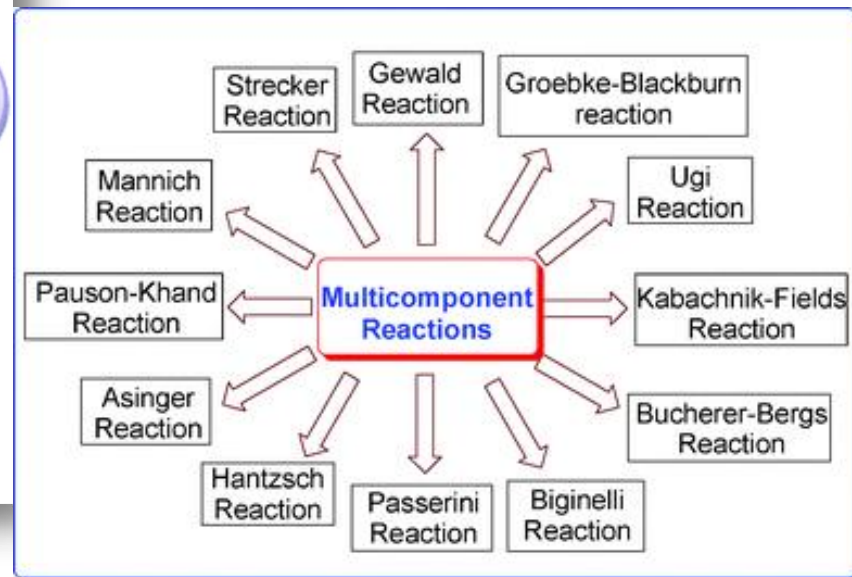 Strecker
Reaction
Gewald
Reaction
Groebke-Blackburn
reaction
Mannich
Reaction
Ugi
Reaction
Pauson-Khand
Reaction
Multicomponent
Reactions
Kabachnik-Fields
Reaction
Asinger
Reaction
Bucherer-Bergs
Reaction
Hantzsch
Reaction
Passerini
Reaction
Biginelli
Reaction